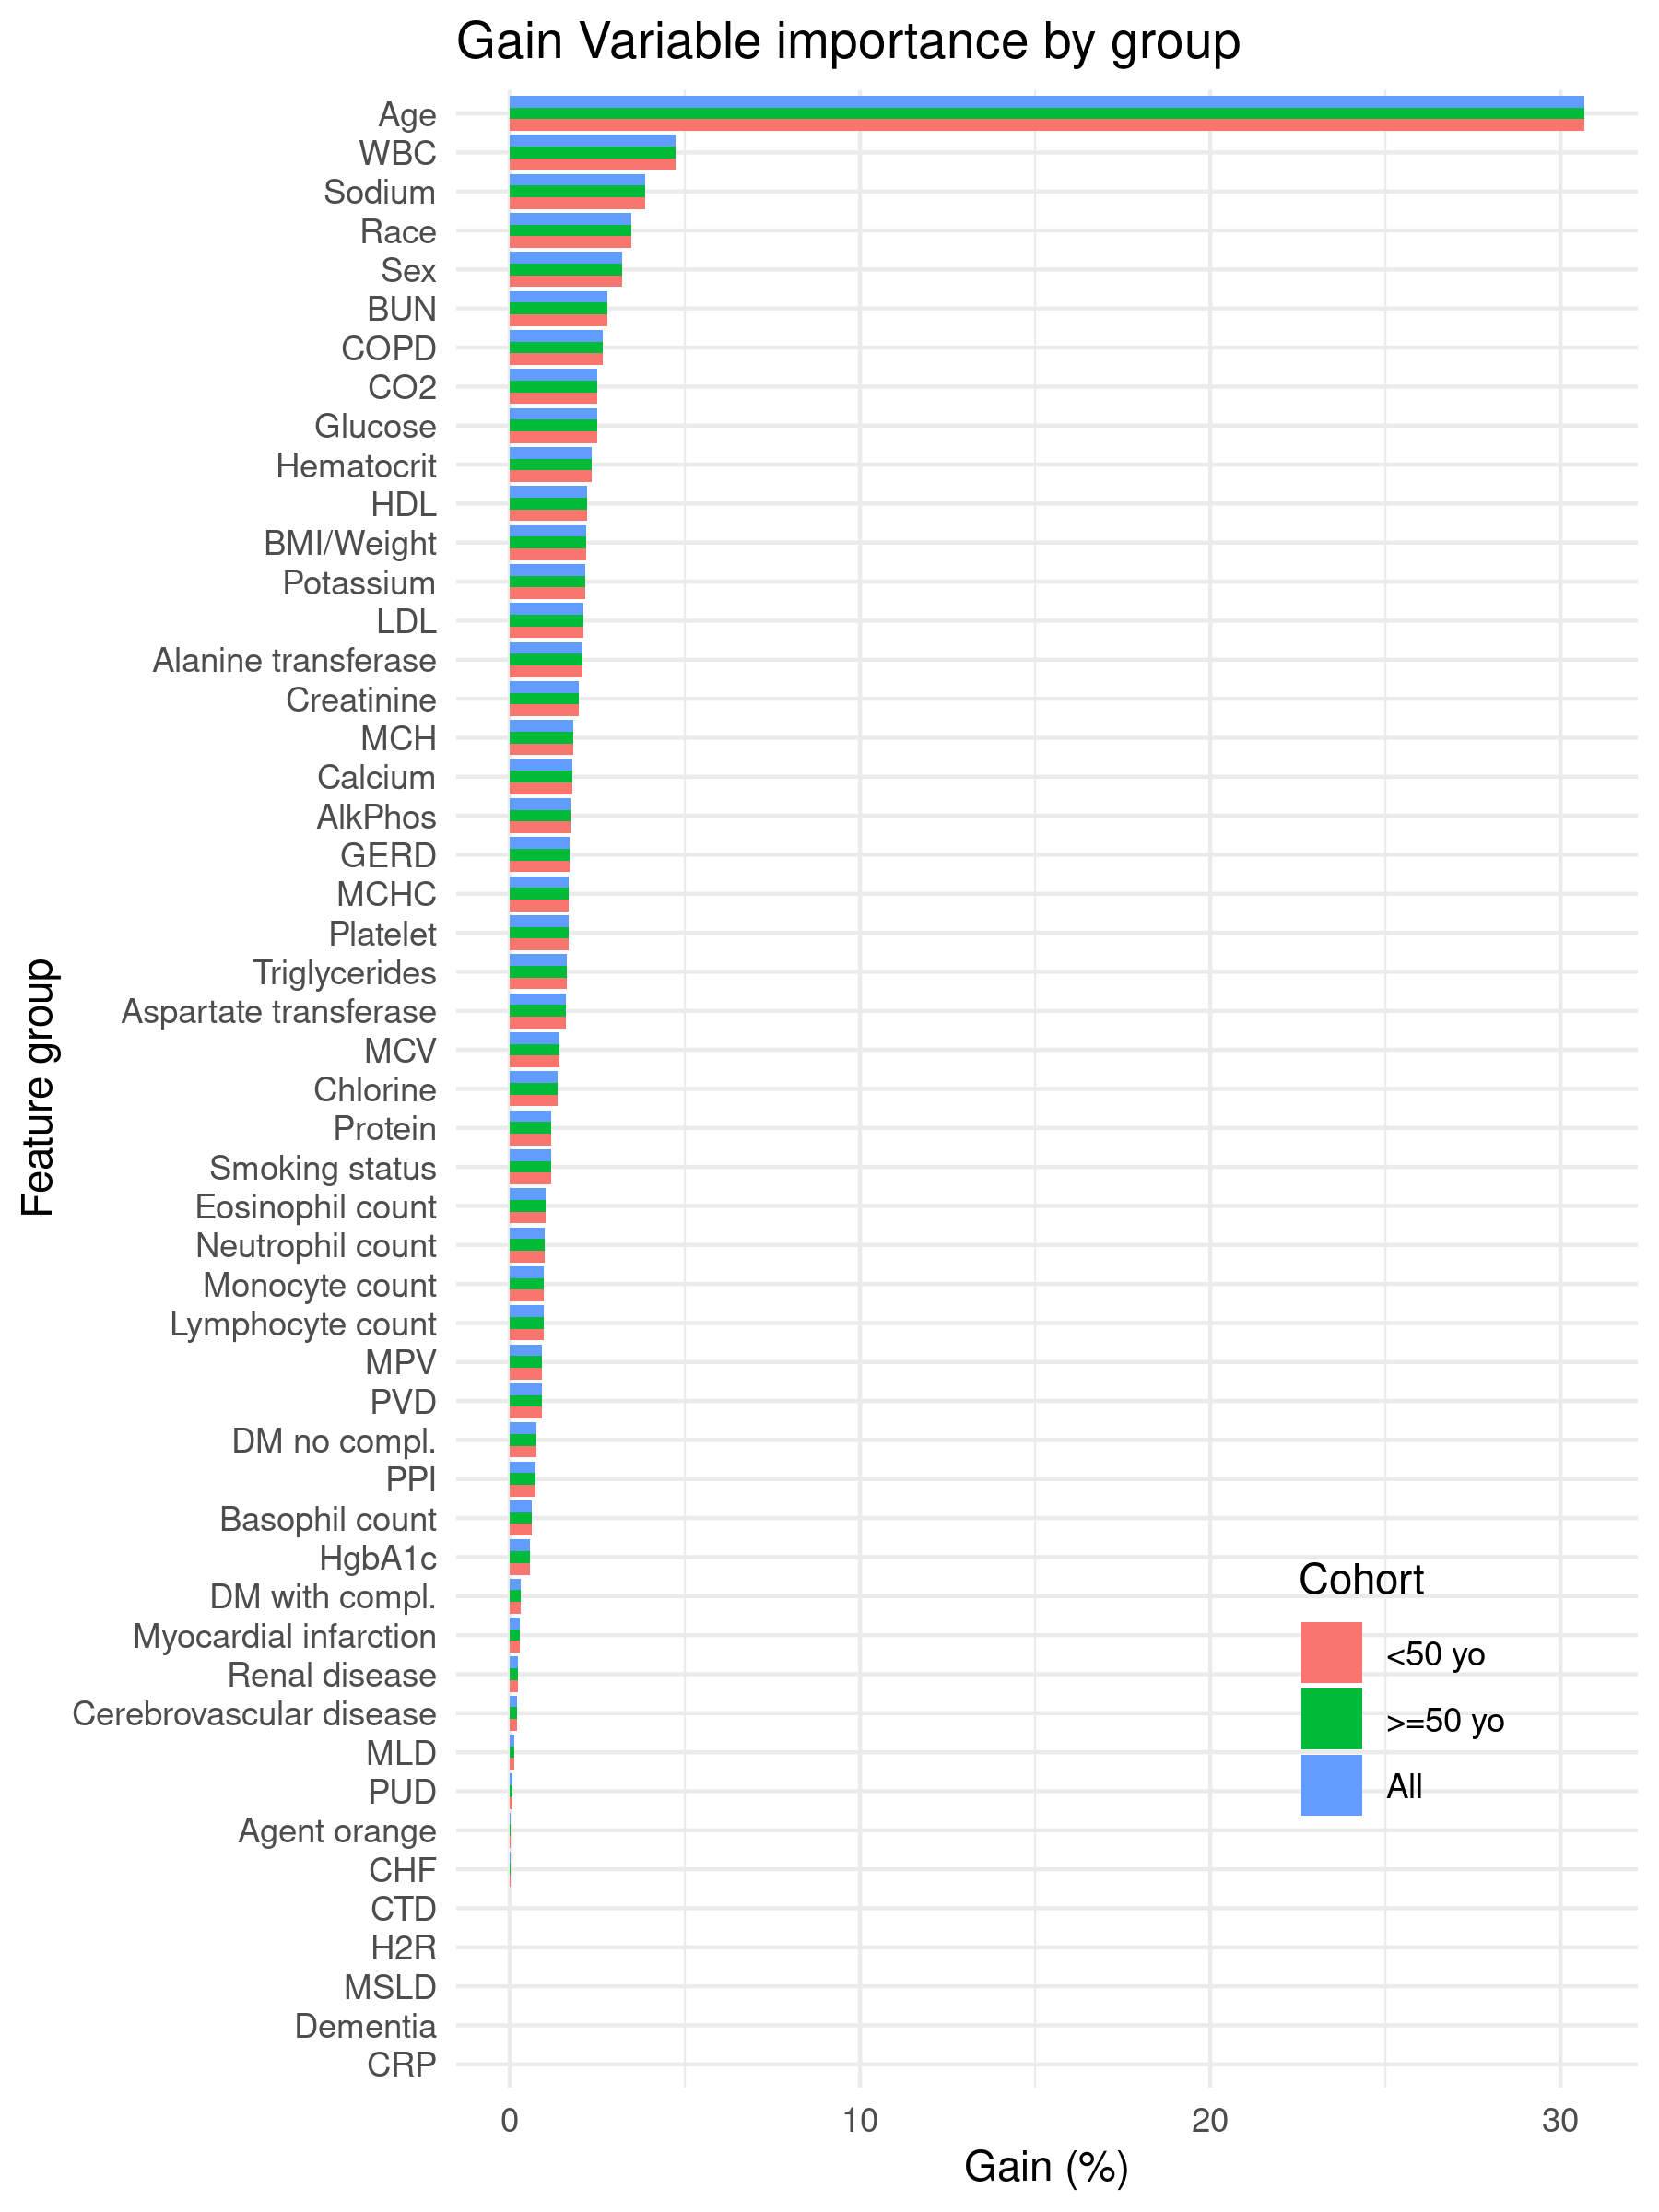 Gain Variable importance by group
Age
WBC
Sodium
Race
Sex
BUN
COPD
CO2
Glucose
Hematocrit
HDL
BMI/Weight
Potassium
LDL
Alanine transferase
Creatinine
MCH
Calcium
AlkPhos
GERD
MCHC
Platelet
Triglycerides
Aspartate transferase
MCV
Chlorine
Protein
Smoking status
Eosinophil count
Neutrophil count
Monocyte count
Lymphocyte count
MPV
PVD
DM no compl.
PPI
Basophil count
HgbA1c
DM with compl.
Myocardial infarction
Renal disease
Cerebrovascular disease
MLD
PUD
Agent orange
CHF
CTD
H2R
MSLD
Dementia
CRP
Feature group
Cohort
<50 yo
>=50 yo
All
0 10 20 30
Gain (%)